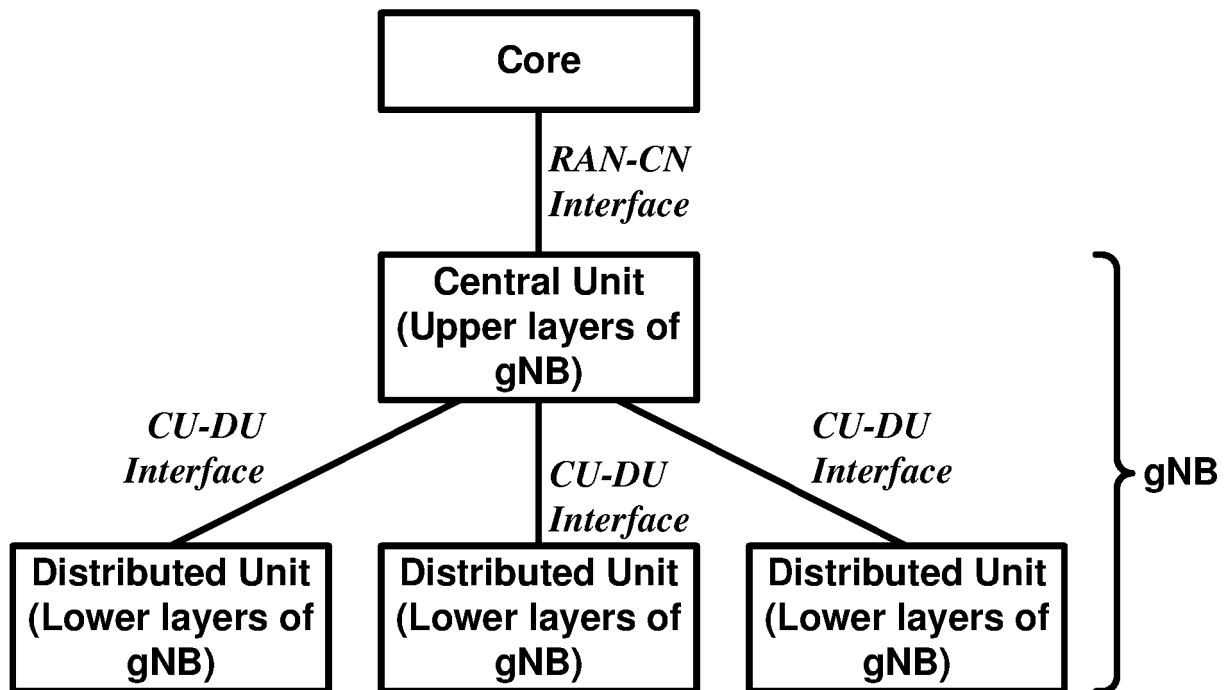 Core
RAN-CN
Interface
Central Unit
(Upper layers of
gNB)
CU-DU
Interface
CU-DU
Interface
CU-DU
Interface
gNB
Distributed Unit
(Lower layers of
gNB)
Distributed Unit
(Lower layers of
gNB)
Distributed Unit
(Lower layers of
gNB)